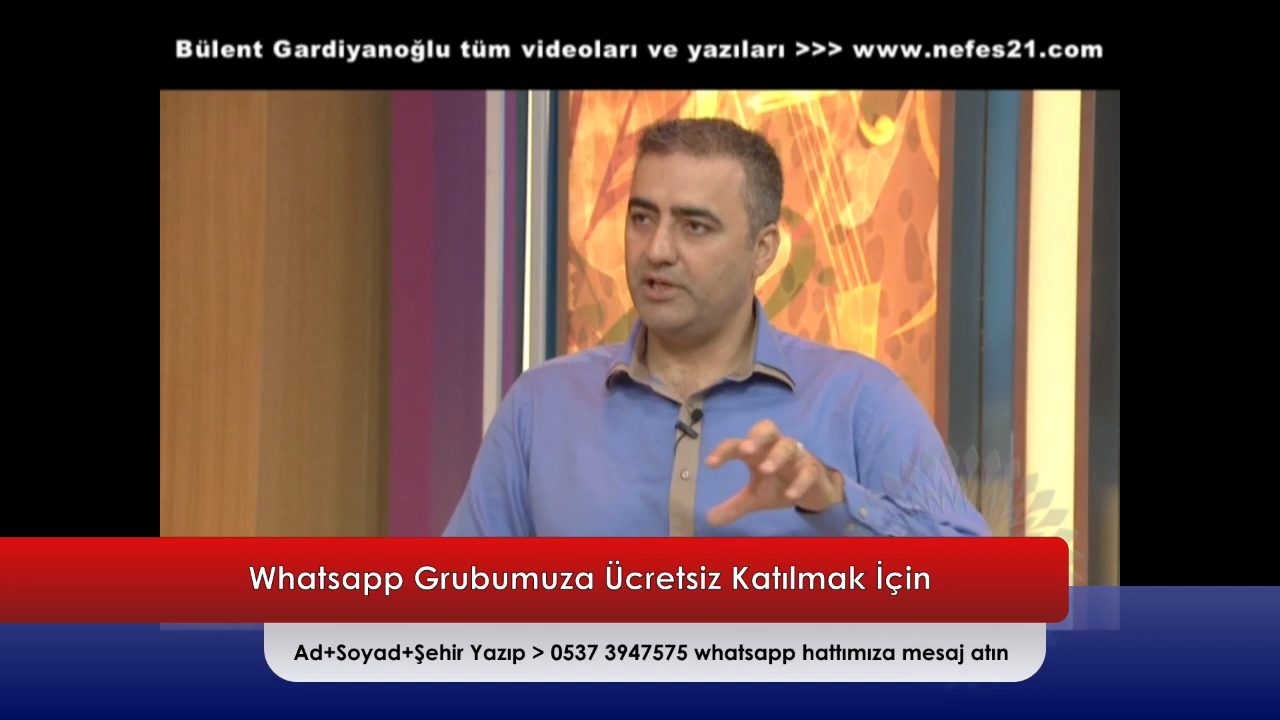 Bülent Gardiyanoğlu tüm videoları ve yazıları >>> www.nefes21.com
Whatsapp Grubumuza Ücretsiz Katılmak İçin
Ad+Soyad+Şehir Yazıp > 0537 3947575 whatsapp hattımıza mesaj atın